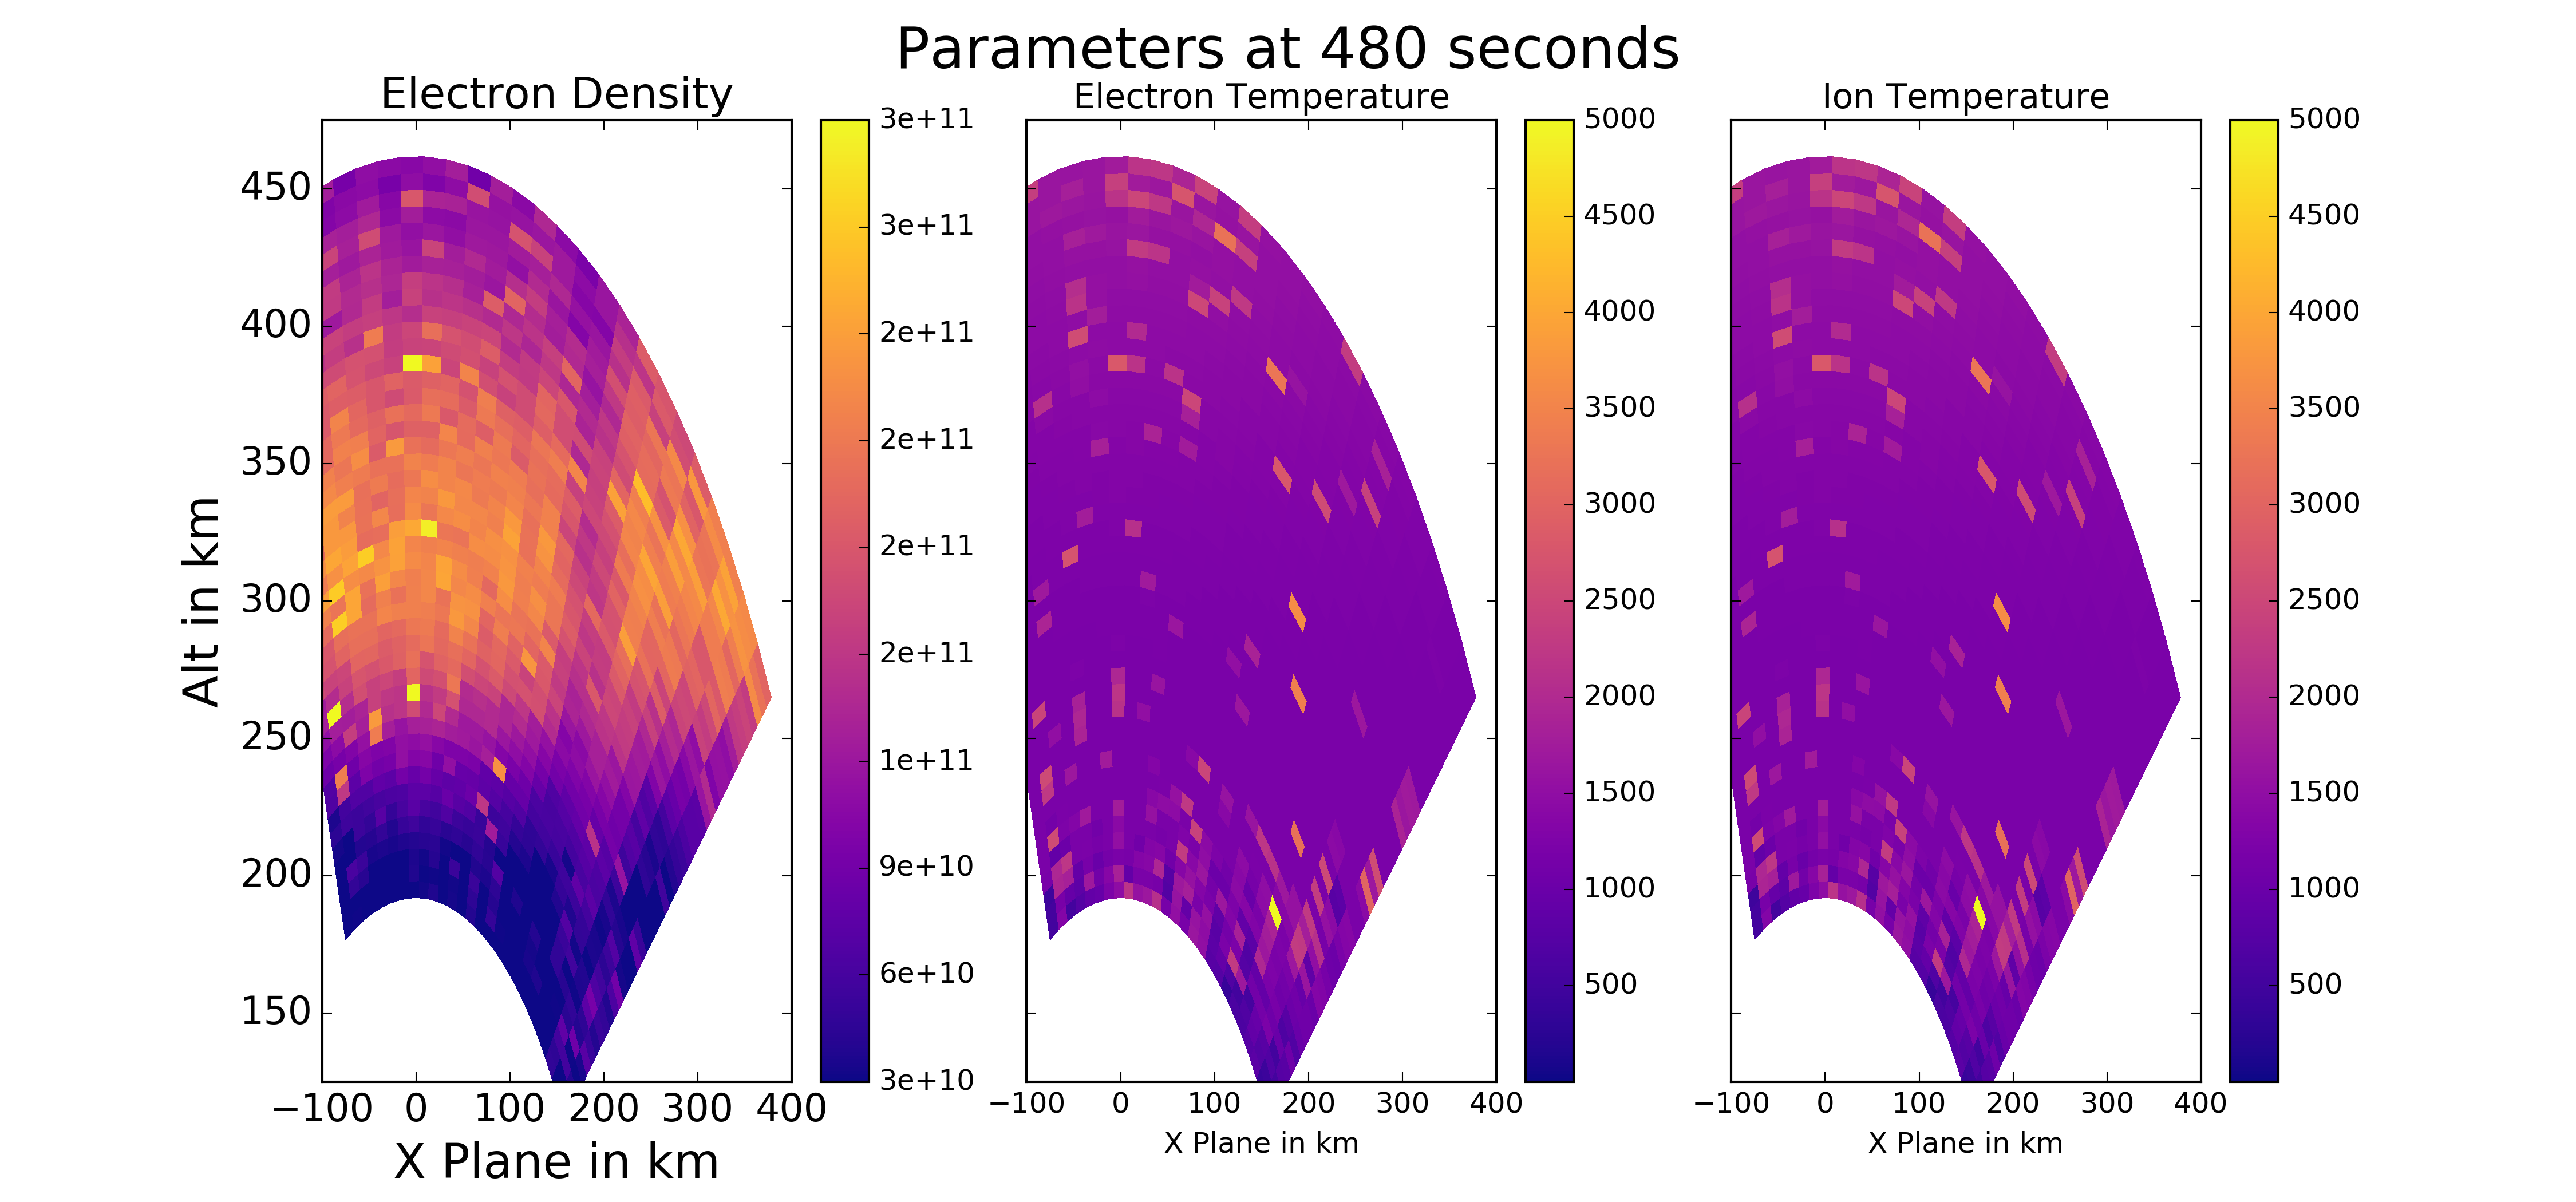 Parameters at 480 seconds
Electron Density
Electron Temperature
Ion Temperature
Alt in km
450
400
350
300
250
200
150
−100 0 100 200 300 400
X Plane in km
3e+11
3e+11
2e+11
2e+11
2e+11
2e+11
1e+11
9e+10
6e+10
3e+10
−100 0 100 200 300 400
X Plane in km
5000
4500
4000
3500
3000
2500
2000
1500
1000
500
−100 0 100 200 300 400
X Plane in km
5000
4500
4000
3500
3000
2500
2000
1500
1000
500